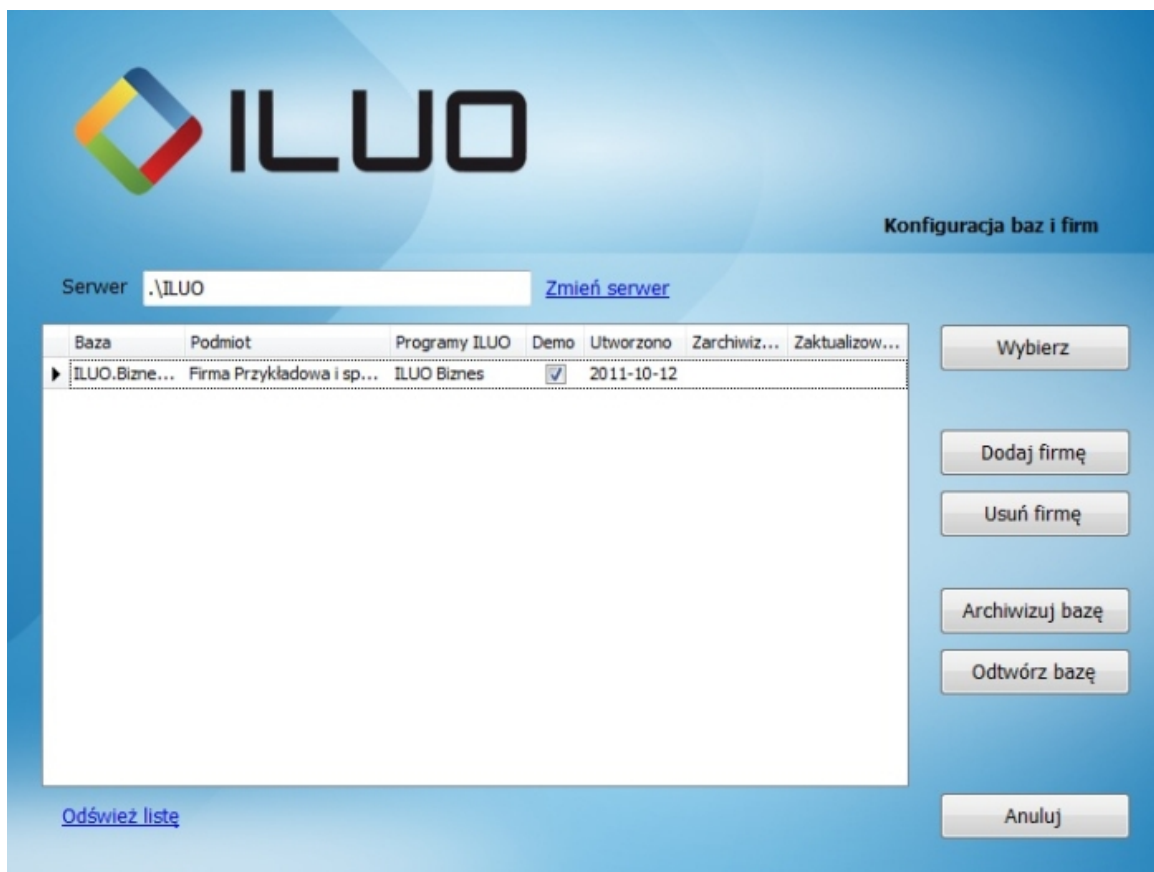 ILUO
Konfiguracja baz i firm
Serwer .\ILUO Zmień serwer
Baza Podmiot Programy ILUO Demo Utworzono Zarchiwiz... Zaktualizow...
ILUO.Bizne... Firma Przykładowa i sp... ILUO Biznes 2011-10-12
Wybierz
Dodaj firmę
Usuń firmę
Archiwizuj bazę
Odtwórz bazę
Odśwież listę
Anuluj